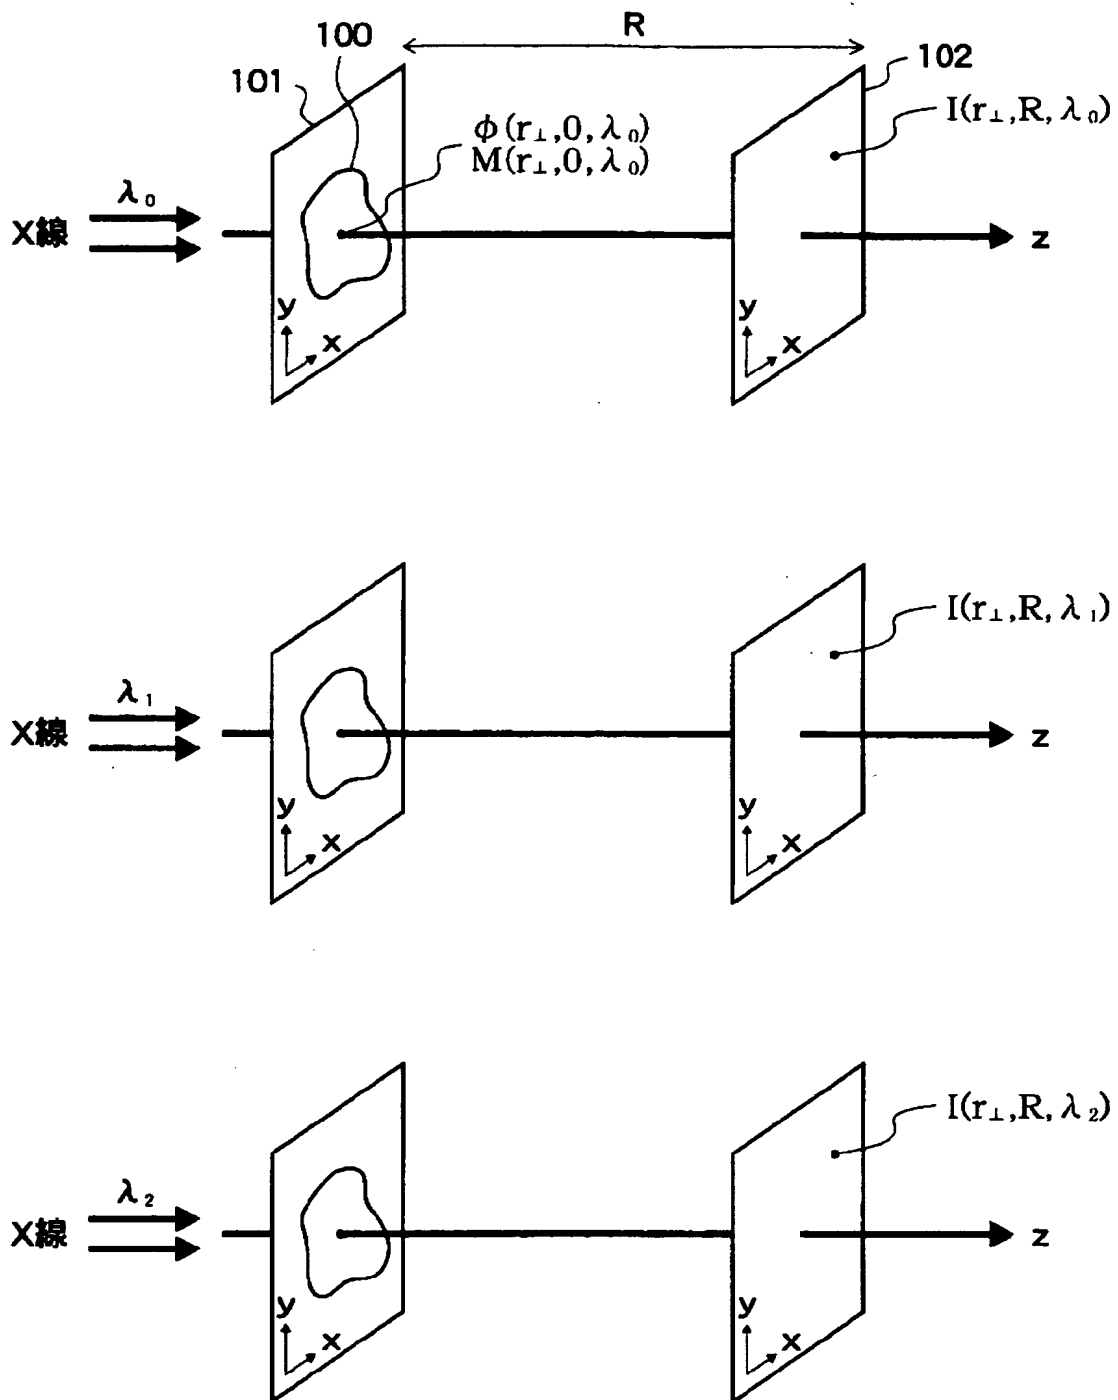 R
100
101
102
I(r⊥,R,λ₀)
φ(r⊥,0,λ₀)
M(r⊥,0,λ₀)
λ₀
X線
z
y
x
y
x
I(r⊥,R,λ₁)
λ₁
X線
z
y
x
y
x
I(r⊥,R,λ₂)
λ₂
X線
z
y
x
y
x